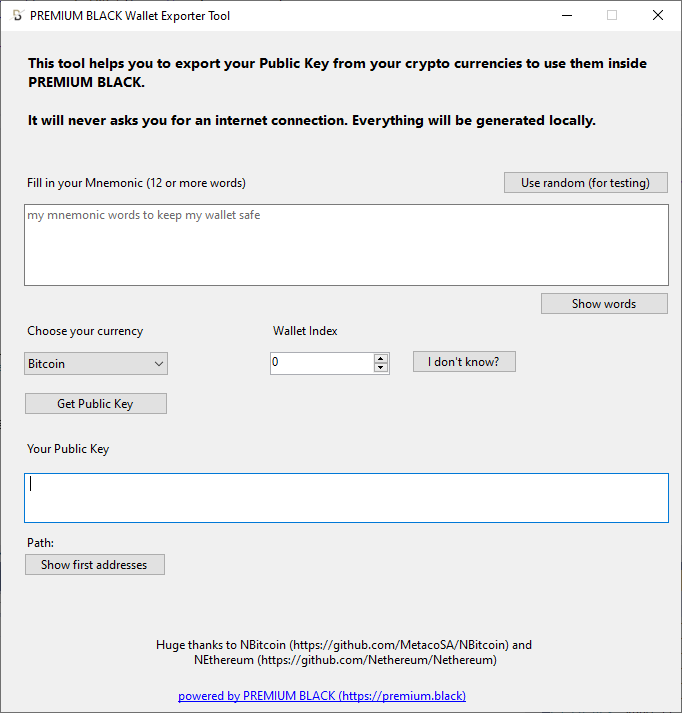 PREMIUM BLACK Wallet Exporter Tool
This tool helps you to export your Public Key from your crypto currencies to use them inside
PREMIUM BLACK.
It will never asks you for an internet connection. Everything will be generated locally.
Fill in your Mnemonic (12 or more words)
Use random (for testing)
my mnemonic words to keep my wallet safe
Show words
Choose your currency
Wallet Index
Bitcoin
0
I don't know?
Get Public Key
Your Public Key
Path:
Show first addresses
Huge thanks to NBitcoin (https://github.com/MetacoSA/NBitcoin) and
NEthereum (https://github.com/Nethereum/Nethereum)
powered by PREMIUM BLACK (https://premium.black)